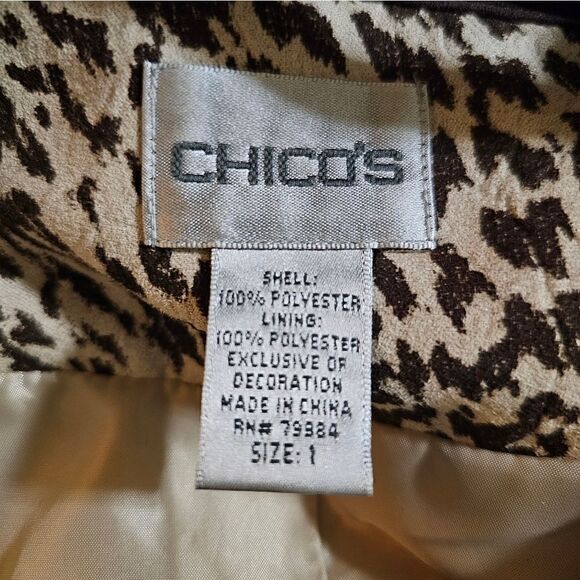 CHICO'S
SHELL:
100% POLYESTER
LINING:
100% POLYESTER
EXCLUSIVE OF
DECORATION
MADE IN CHINA
RN# 79984
SIZE: 1